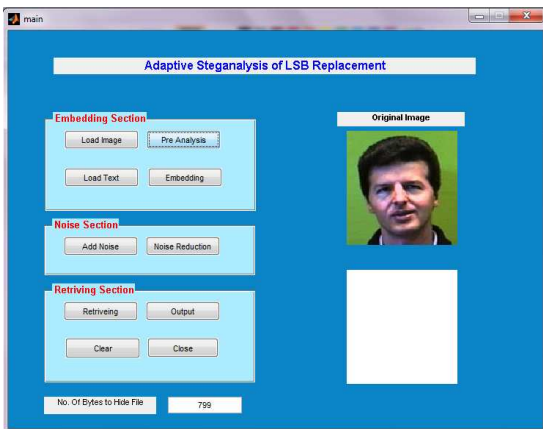 main
Adaptive Steganalysis of LSB Replacement
Embedding Section
Load Image Pre Analysis
Load Text Embedding
Noise Section
Add Noise Noise Reduction
Retriving Section
Retriveing Output
Clear Close
No. Of Bytes to Hide File 799
Original Image